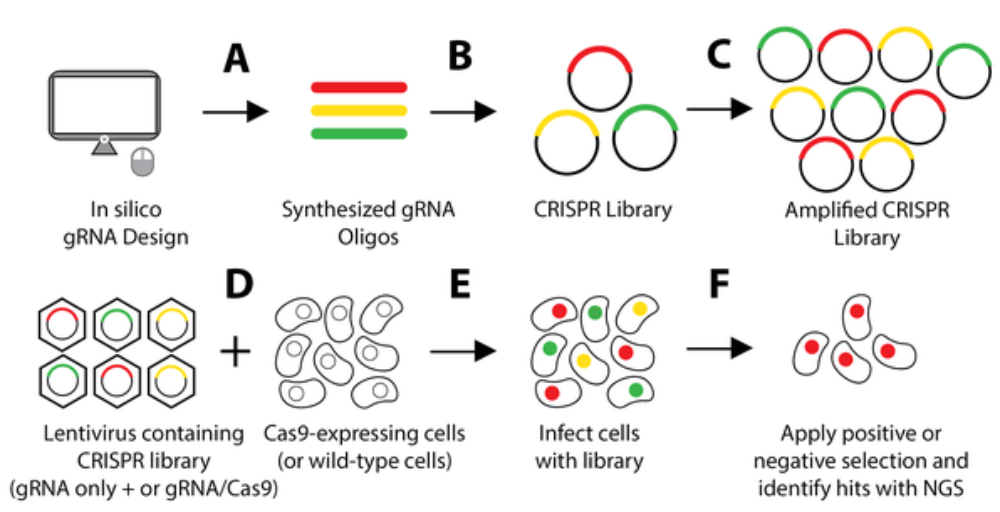 A
B
C
In silico
gRNA Design
Synthesized gRNA
Oligos
CRISPR Library
Amplified CRISPR
Library
D
E
F
+
Lentivirus containing
CRISPR library
(gRNA only + or gRNA/Cas9)
Cas9-expressing cells
(or wild-type cells)
Infect cells
with library
Apply positive or
negative selection and
identify hits with NGS